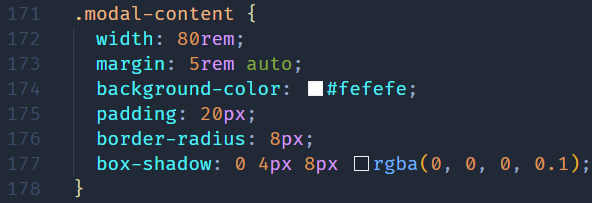 171 .modal-content {
172 width: 80rem;
173 margin: 5rem auto;
174 background-color: #fefefe;
175 padding: 20px;
176 border-radius: 8px;
177 box-shadow: 0 4px 8px rgba(0, 0, 0, 0.1);
178 }